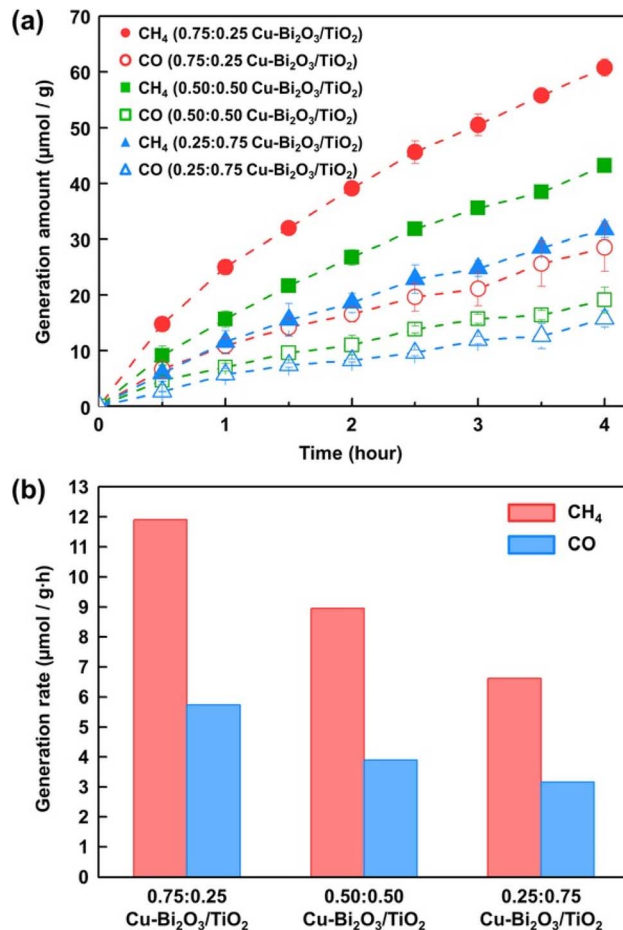 (a)
70
60
50
40
30
20
10
0
Generation amount (µmol / g)
CH₄ (0.75:0.25 Cu-Bi₂O₃/TiO₂)
CO (0.75:0.25 Cu-Bi₂O₃/TiO₂)
CH₄ (0.50:0.50 Cu-Bi₂O₃/TiO₂)
CO (0.50:0.50 Cu-Bi₂O₃/TiO₂)
CH₄ (0.25:0.75 Cu-Bi₂O₃/TiO₂)
CO (0.25:0.75 Cu-Bi₂O₃/TiO₂)
0 1 2 3 4
Time (hour)
(b)
13
12
11
10
9
8
7
6
5
4
3
2
1
0
Generation rate (µmol / g·h)
CH₄
CO
0.75:0.25 0.50:0.50 0.25:0.75
Cu-Bi₂O₃/TiO₂ Cu-Bi₂O₃/TiO₂ Cu-Bi₂O₃/TiO₂